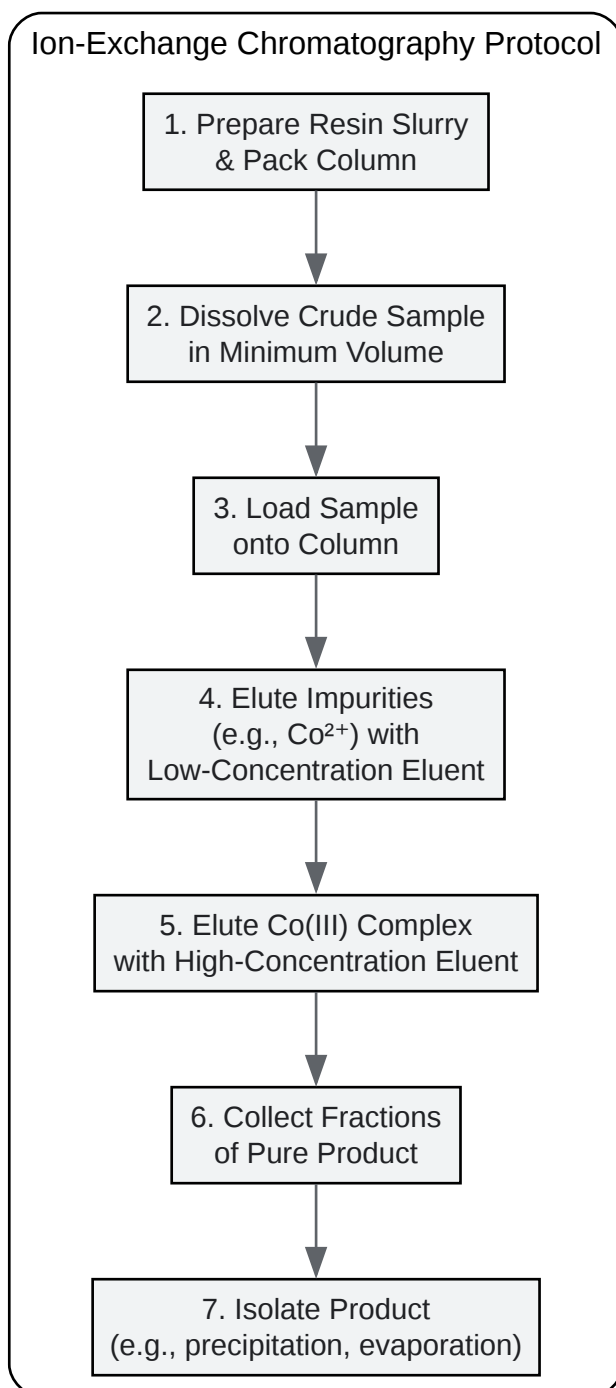 Ion-Exchange Chromatography Protocol
1. Prepare Resin Slurry
& Pack Column
2. Dissolve Crude Sample
in Minimum Volume
3. Load Sample
onto Column
4. Elute Impurities
(e.g., Co²⁺) with
Low-Concentration Eluent
5. Elute Co(III) Complex
with High-Concentration Eluent
6. Collect Fractions
of Pure Product
7. Isolate Product
(e.g., precipitation, evaporation)